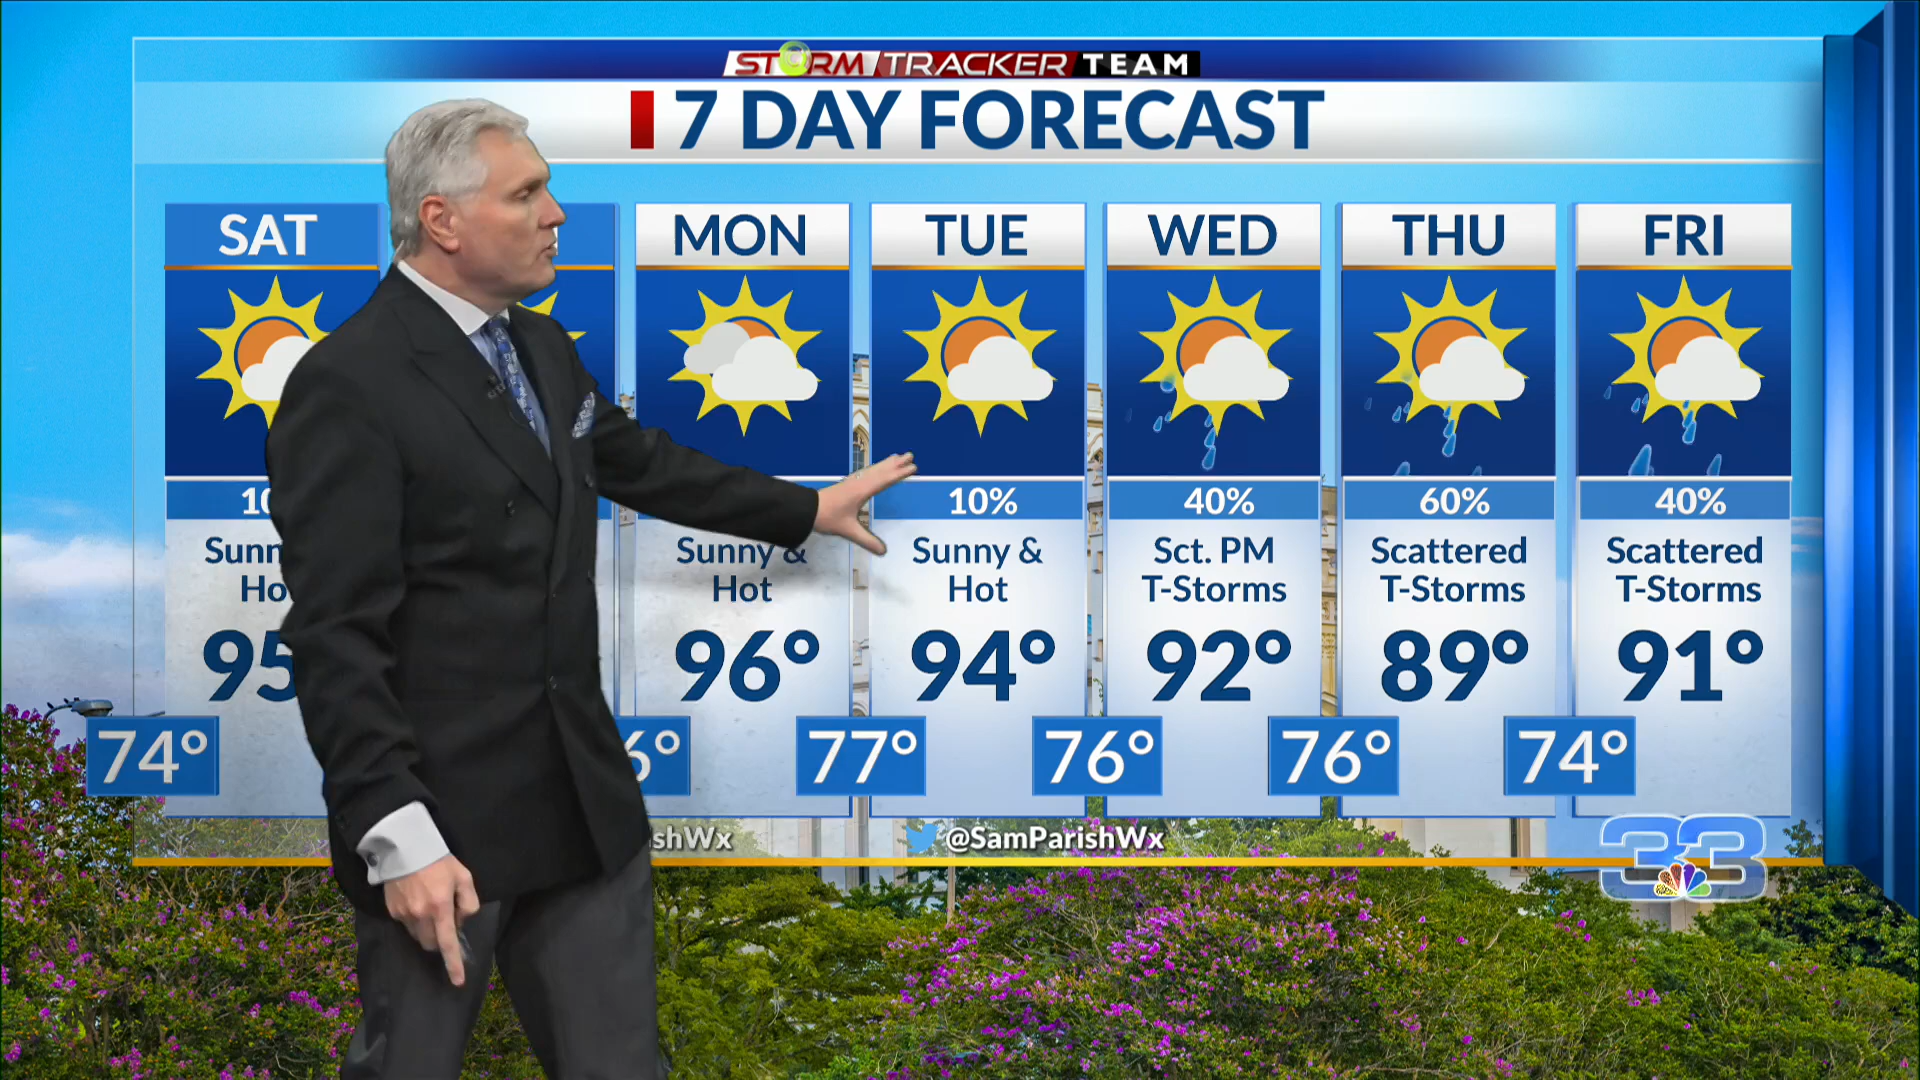 STORM TRACKER TEAM
7 DAY FORECAST
SAT MON TUE WED THU FRI
10% 40% 60% 40%
Sunny & Sunny & Sct. PM Scattered Scattered
Hot Hot T-Storms T-Storms T-Storms
95 96° 94° 92° 89° 91°
74° 77° 76° 76° 74°
@SamParishWx
33